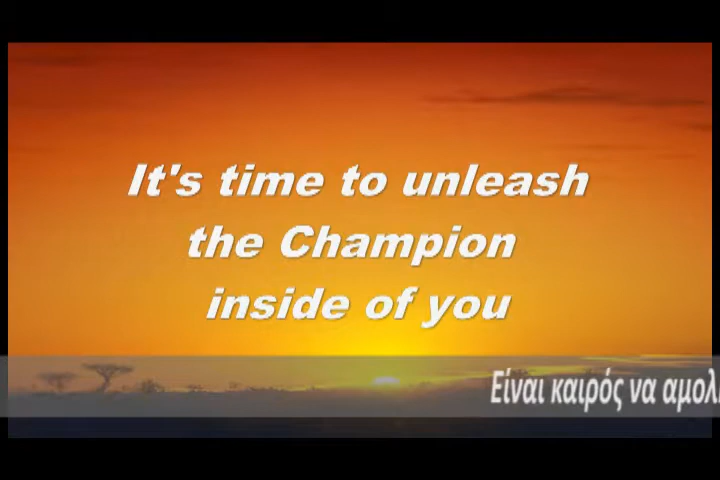 It's time to unleash
the Champion
inside of you
Είναι καιρός να